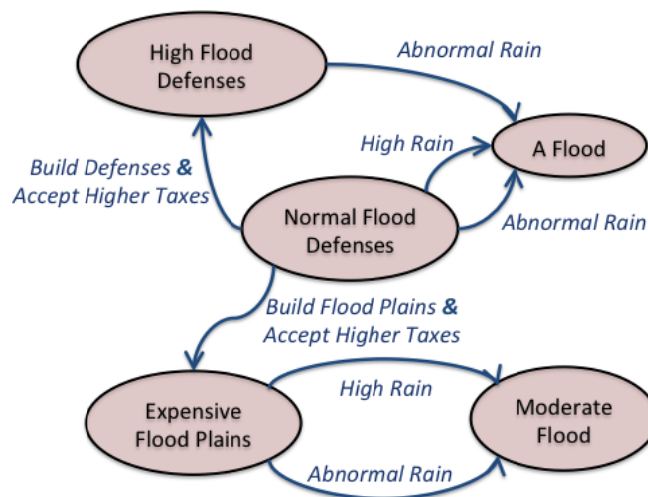 High Flood
Defenses
Abnormal Rain
High Rain
A Flood
Build Defenses &
Accept Higher Taxes
Normal Flood
Defenses
Abnormal Rain
Build Flood Plains &
Accept Higher Taxes
High Rain
Expensive
Flood Plains
Moderate
Flood
Abnormal Rain